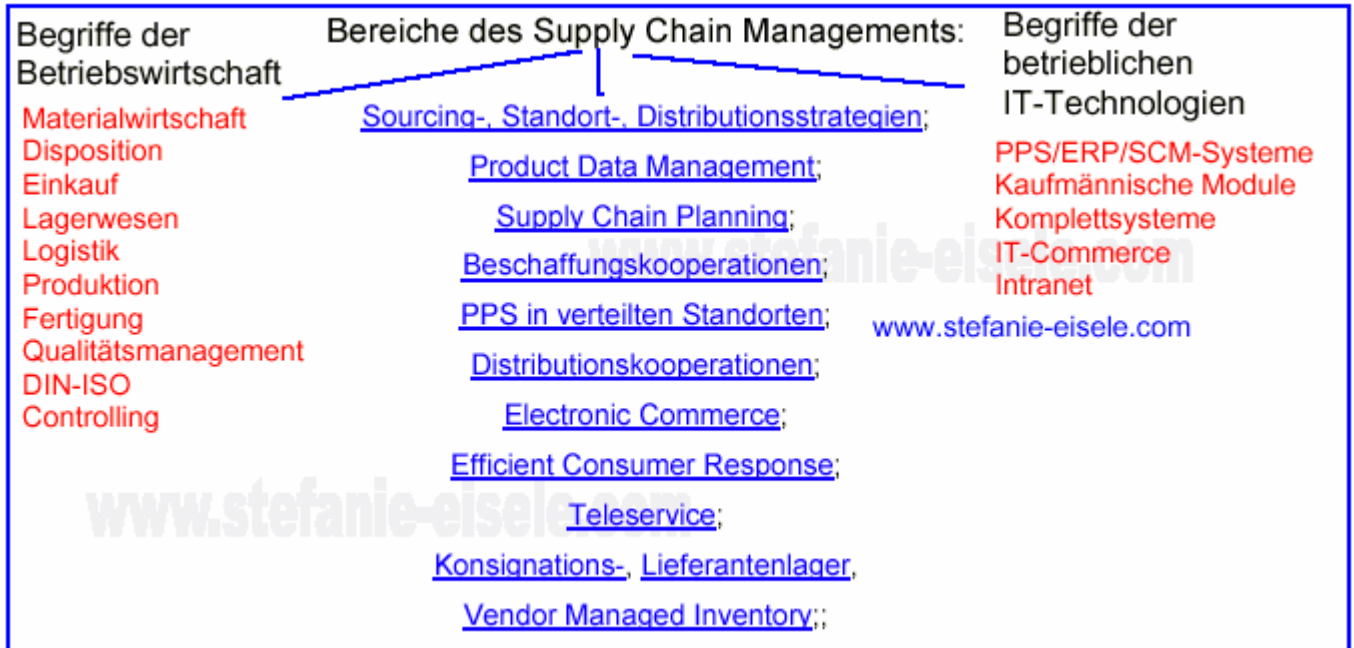 Begriffe der
Betriebswirtschaft
Materialwirtschaft
Disposition
Einkauf
Lagerwesen
Logistik
Produktion
Fertigung
Qualitätsmanagement
DIN-ISO
Controlling
Bereiche des Supply Chain Managements:
Sourcing-, Standort-, Distributionsstrategien;
Product Data Management;
Supply Chain Planning;
Beschaffungskooperationen;
PPS in verteilten Standorten;
Distributionskooperationen;
Electronic Commerce;
Efficient Consumer Response;
Teleservice;
Konsignations-, Lieferantenlager,
Vendor Managed Inventory;;
Begriffe der
betrieblichen
IT-Technologien
PPS/ERP/SCM-Systeme
Kaufmännische Module
Komplettsysteme
IT-Commerce
Intranet
www.stefanie-eisele.com
www.stefanie-eisele.com
www.stefanie-eisele.com